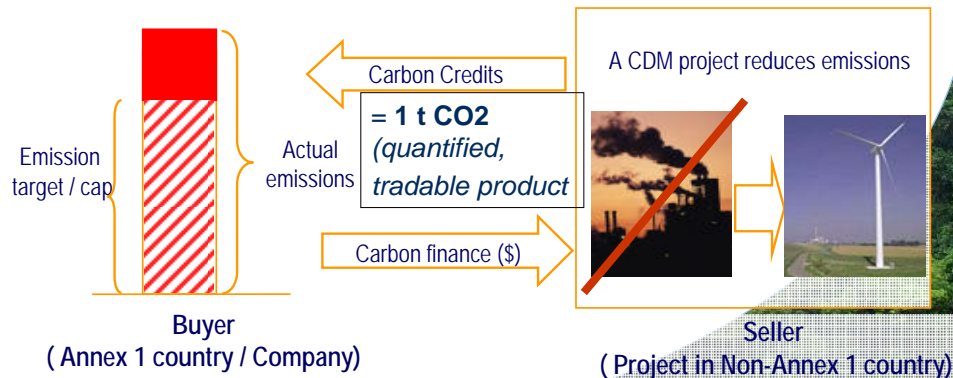 Carbon Credits
A CDM project reduces emissions
= 1 t CO2
(quantified,
tradable product
Emission
target / cap
Actual
emissions
Carbon finance ($)
Buyer
( Annex 1 country / Company)
Seller
( Project in Non-Annex 1 country)